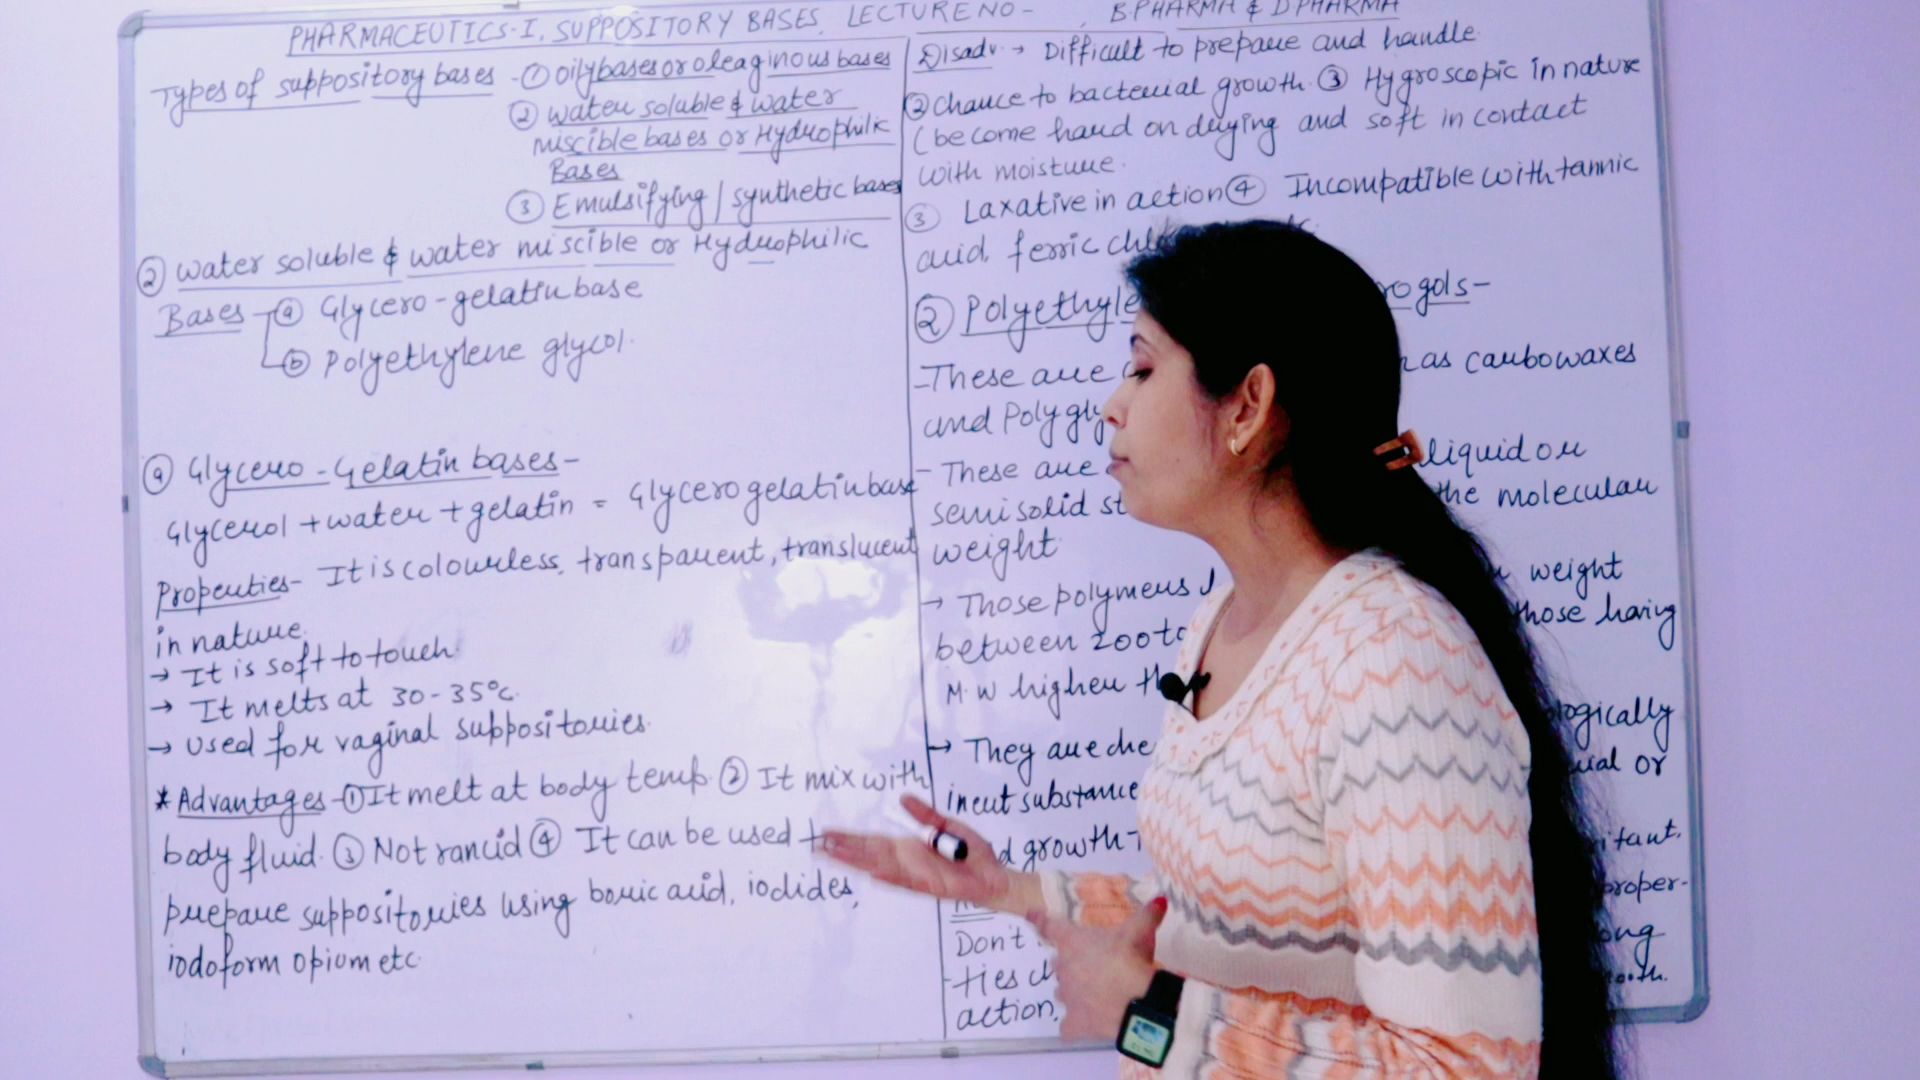 PHARMACEUTICS-I, SUPPOSITORY BASES, LECTURE NO- , B.PHARMA & D.PHARMA
Types of suppository bases - ① oily bases or oleaginous bases
② water soluble & water
miscible bases or Hydrophilic
Bases
③ Emulsifying / synthetic bases
② water soluble & water miscible or Hydrophilic
Bases - ⓐ Glycero-gelatin base
ⓑ Polyethylene glycol.
ⓐ Glycero-Gelatin bases-
Glycerol + water + gelatin = Glycerogelatin base
Properties- It is colourless, transparent, translucent
in nature.
→ It is soft to touch.
→ It melts at 30-35°c.
→ used for vaginal suppositories.
* Advantages-① It melt at body temp. ② It mix with
body fluid. ③ Not rancid ④ It can be used to
prepare suppositories using boric acid, iodides,
iodoform opium etc
Disadv. → Difficult to prepare and handle
② chance to bacterial growth. ③ Hygroscopic in nature
(become hard on drying and soft in contact
with moisture.
③ Laxative in action ④ Incompatible with tannic
acid, ferric
② rogols-
-These are as carbowaxes
and
- These are liquid or
semisolid the molecular
weight.
→ Those polymers weight
between 200 to those having
M.W higher
→ They are
inert substance or
growth
proper-
Don't
action.